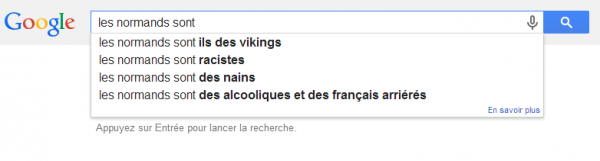 Google les normands sont
les normands sont ils des vikings
les normands sont racistes
les normands sont des nains
les normands sont des alcooliques et des français arriérés
En savoir plus
Appuyez sur Entrée pour lancer la recherche.